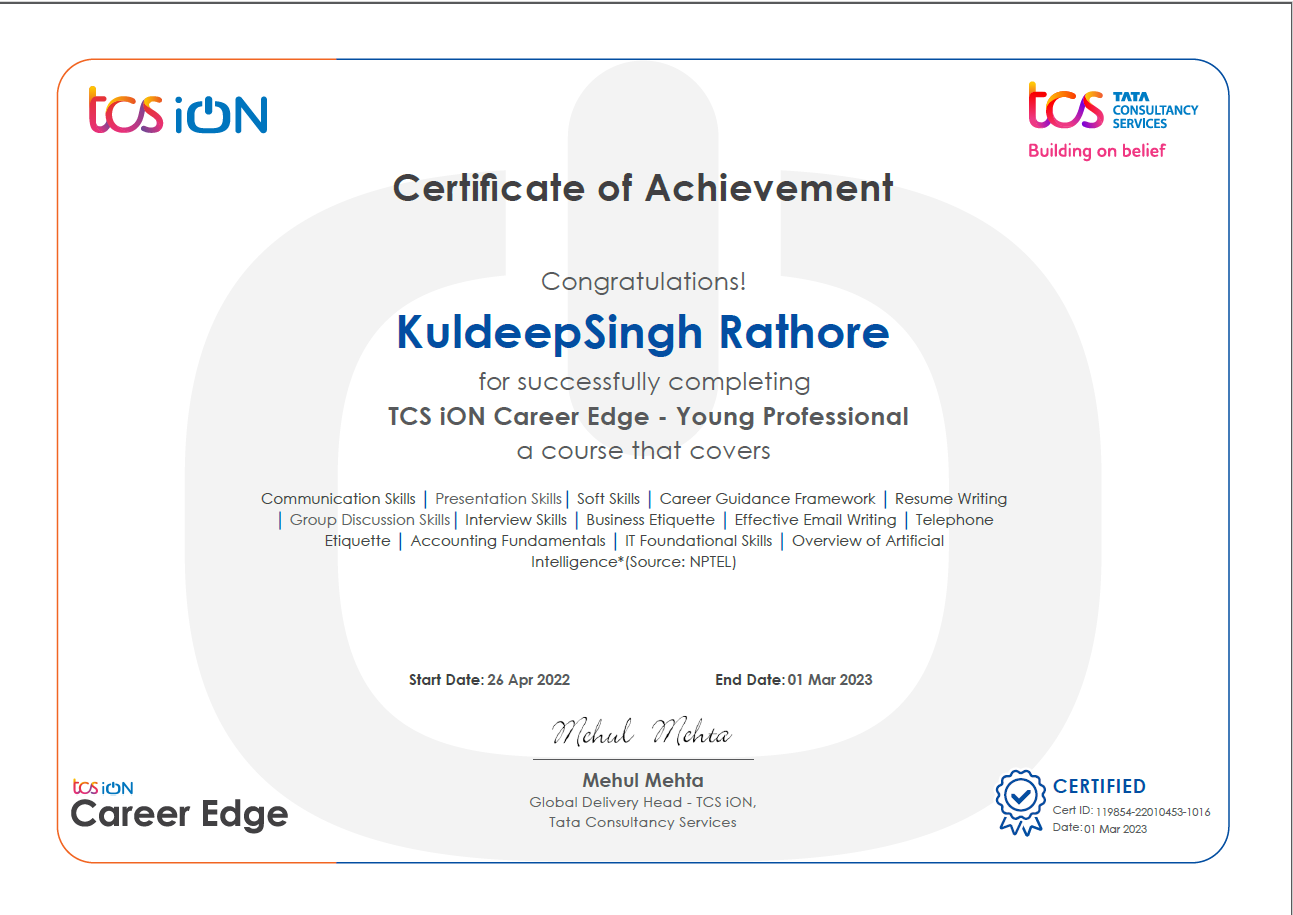 tcs iON
tcs TATA
CONSULTANCY
SERVICES
Building on belief
Certificate of Achievement
Congratulations!
KuldeepSingh Rathore
for successfully completing
TCS iON Career Edge - Young Professional
a course that covers
Communication Skills | Presentation Skills | Soft Skills | Career Guidance Framework | Resume Writing
| Group Discussion Skills | Interview Skills | Business Etiquette | Effective Email Writing | Telephone
Etiquette | Accounting Fundamentals | IT Foundational Skills | Overview of Artificial
Intelligence*(Source: NPTEL)
Start Date: 26 Apr 2022 End Date: 01 Mar 2023
Mehul Mehta
Mehul Mehta
Global Delivery Head - TCS iON,
Tata Consultancy Services
tcs iON
Career Edge
CERTIFIED
Cert ID: 119854-22010453-1016
Date: 01 Mar 2023